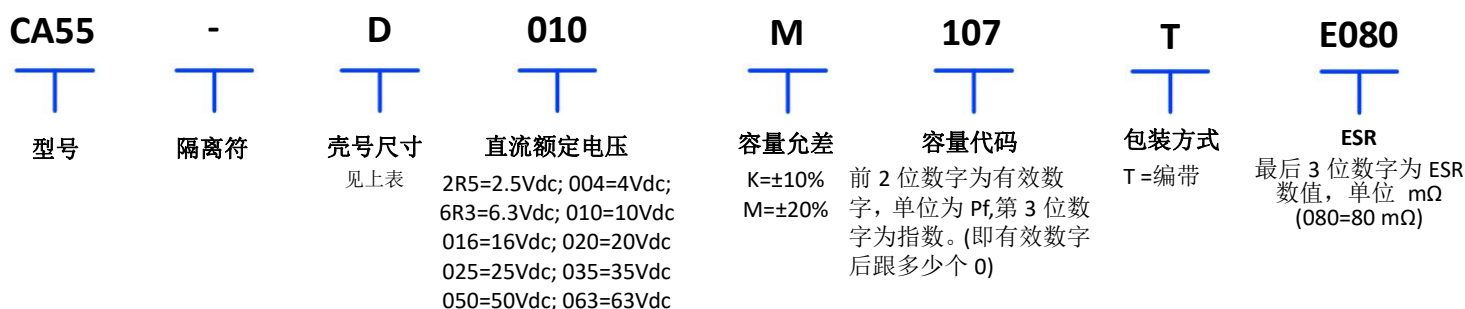 CA55 - D 010 M 107 T E080
型号 隔离符 壳号尺寸 直流额定电压 容量允差 容量代码 包装方式 ESR
见上表
2R5=2.5Vdc; 004=4Vdc;
6R3=6.3Vdc; 010=10Vdc
016=16Vdc; 020=20Vdc
025=25Vdc; 035=35Vdc
050=50Vdc; 063=63Vdc
K=±10%
M=±20%
前 2 位数字为有效数
字，单位为 Pf,第 3 位数
字为指数。(即有效数字
后跟多少个 0)
T =编带
最后 3 位数字为 ESR
数值，单位 mΩ
(080=80 mΩ)